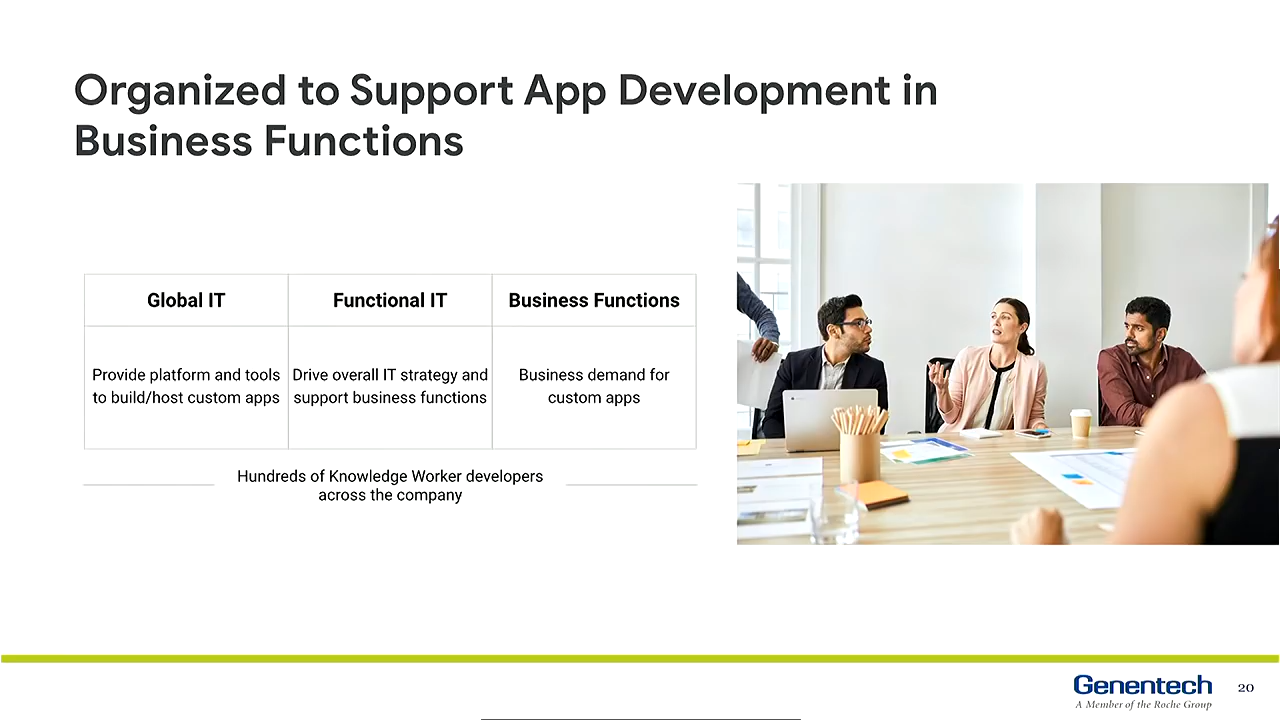 Organized to Support App Development in
Business Functions
Global IT
Functional IT
Business Functions
Provide platform and tools
to build/host custom apps
Drive overall IT strategy and
support business functions
Business demand for
custom apps
Hundreds of Knowledge Worker developers
across the company
Genentech
A Member of the Roche Group
20